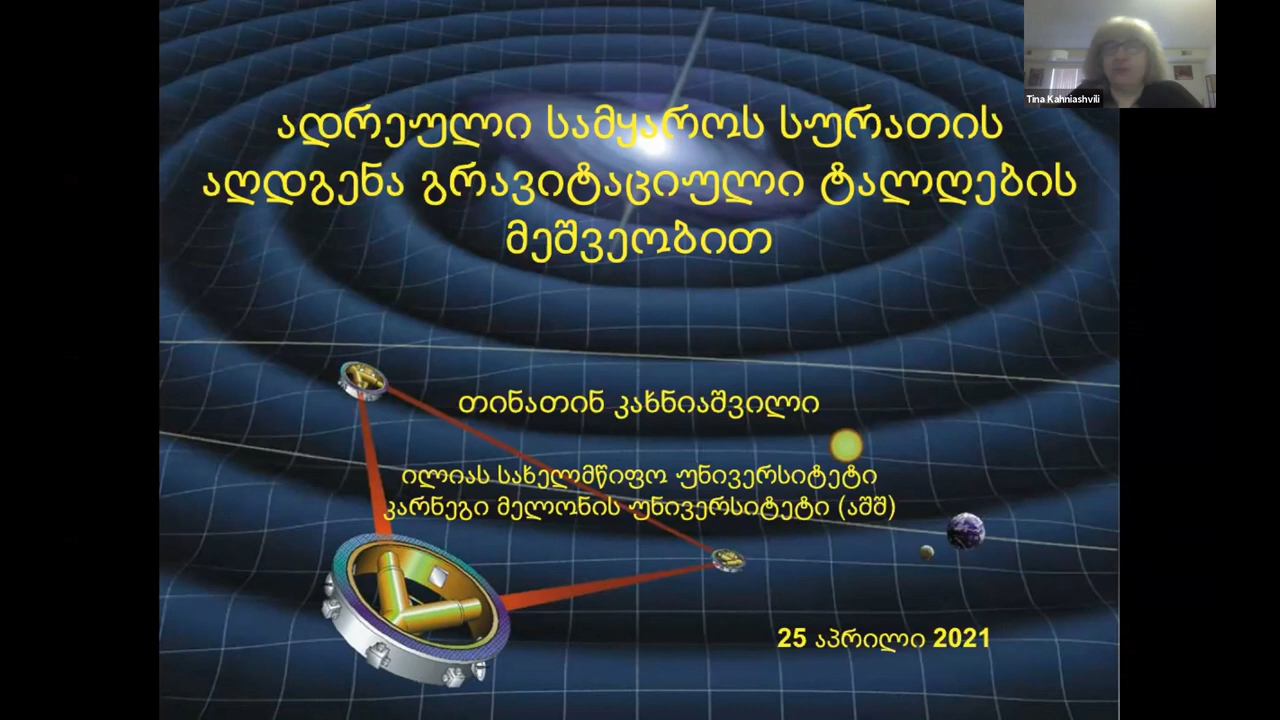 Tina Kahniashvili
ადრეული სამყაროს სურათის
აღდგენა გრავიტაციული ტალღების
მეშვეობით
თინათინ კახნიაშვილი
ილიას სახელმწიფო უნივერსიტეტი
კარნეგი მელონის უნივერსიტეტი (აშშ)
25 აპრილი 2021